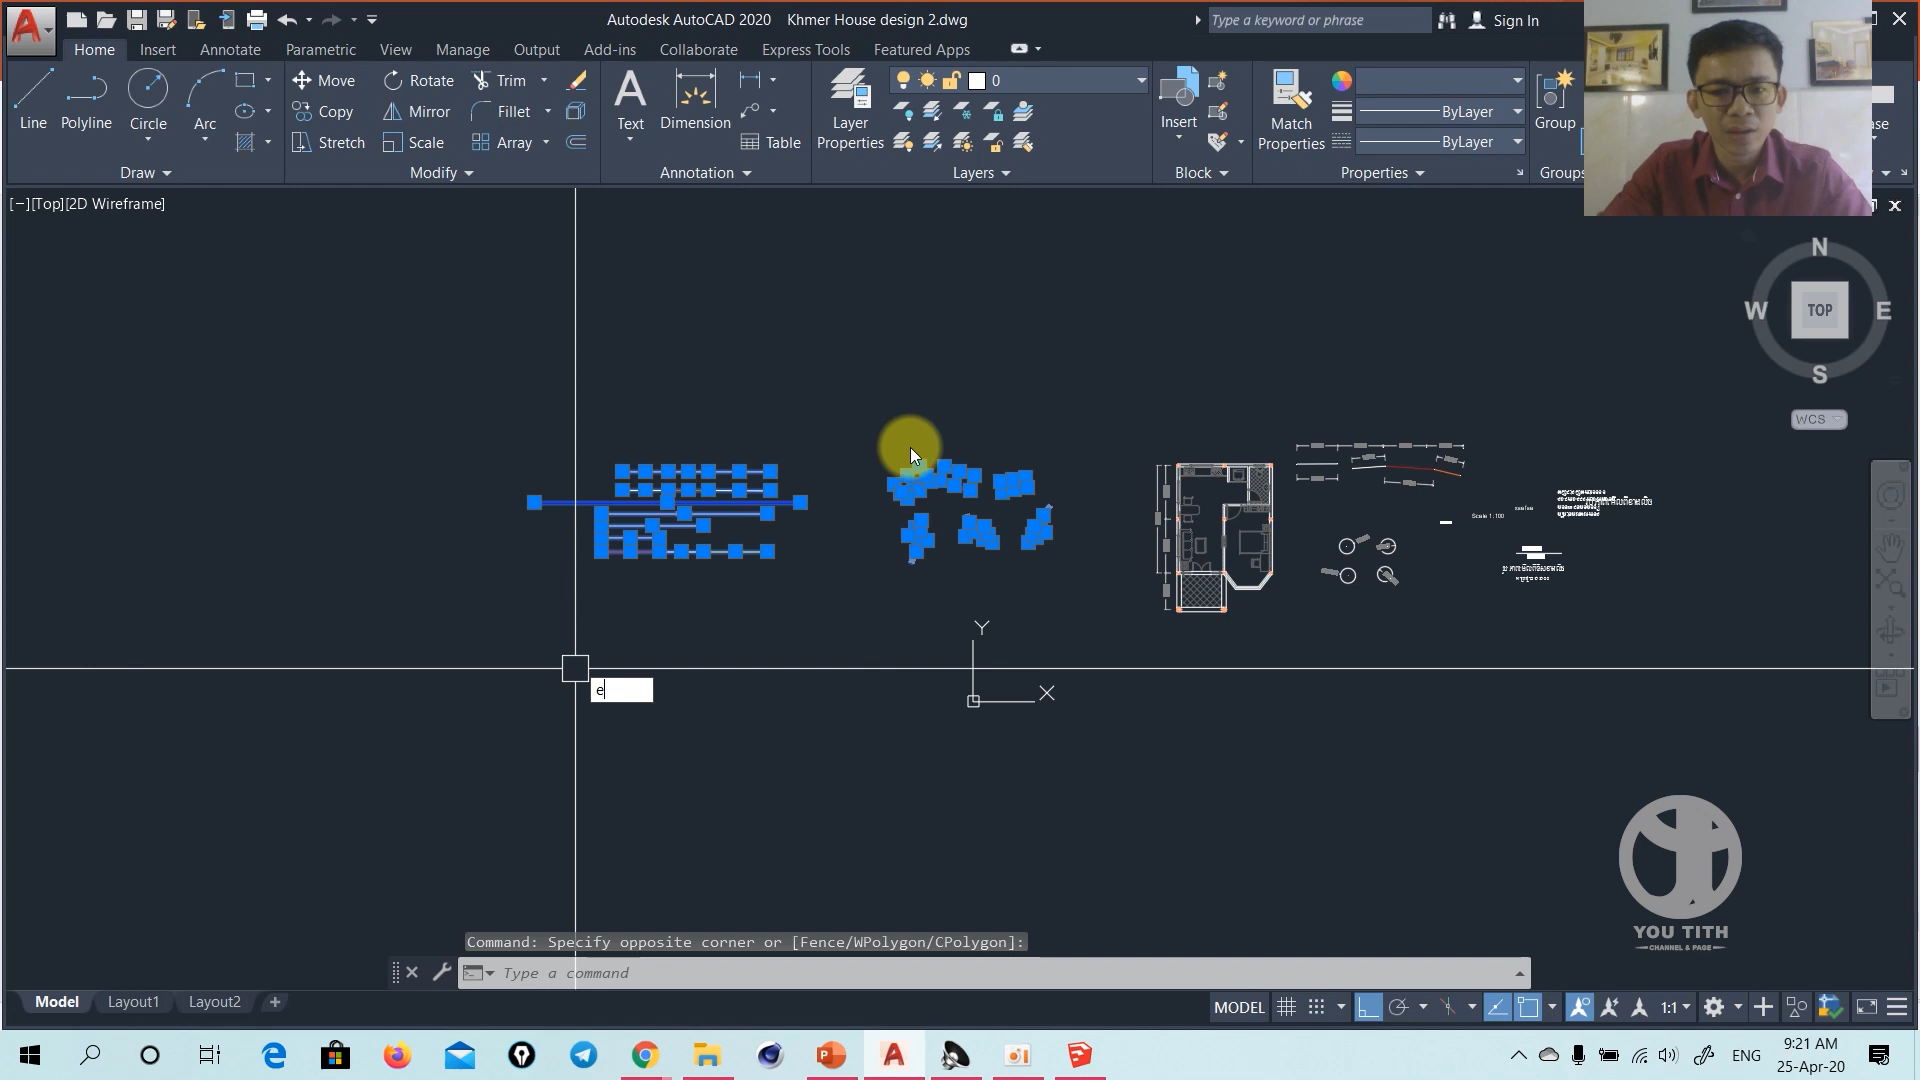 Autodesk AutoCAD 2020 Khmer House design 2.dwg
Type a keyword or phrase
Sign In
Home Insert Annotate Parametric View Manage Output Add-ins Collaborate Express Tools Featured Apps
Line Polyline Circle Arc
Move Rotate Trim
Copy Mirror Fillet
Stretch Scale Array
Text Dimension Table
Layer Properties
0
Insert
Match Properties
ByLayer
ByLayer
Group
Draw Modify Annotation Layers Block Properties Groups
[−][Top][2D Wireframe]
N
W TOP E
S
WCS
Scale 1:100
Y
X
e
YOU TITH
CHANNEL & PAGE
Command: Specify opposite corner or [Fence/WPolygon/CPolygon]:
Type a command
Model Layout1 Layout2
MODEL 1:1
ENG
9:21 AM
25-Apr-20